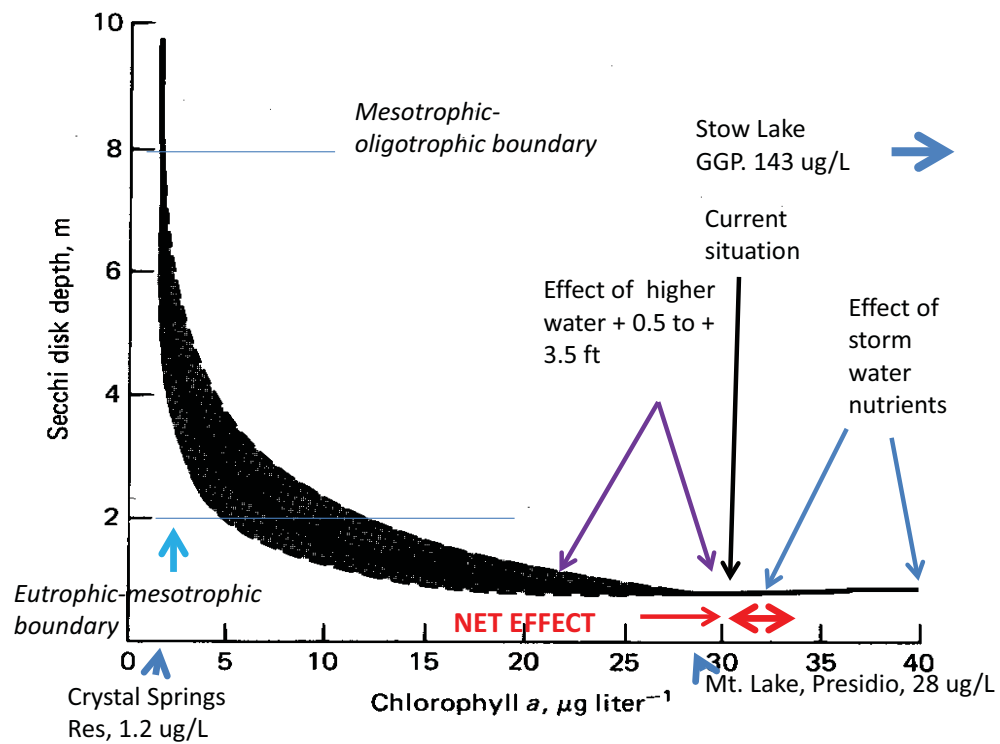 10
8
6
4
2
Secchi disk depth, m
Mesotrophic-
oligotrophic boundary
Stow Lake
GGP. 143 ug/L
Current
situation
Effect of higher
water + 0.5 to +
3.5 ft
Effect of
storm
water
nutrients
Eutrophic-mesotrophic
boundary
NET EFFECT
0 5 10 15 20 25 30 35 40
Chlorophyll a, μg liter⁻¹
Crystal Springs
Res, 1.2 ug/L
Mt. Lake, Presidio, 28 ug/L